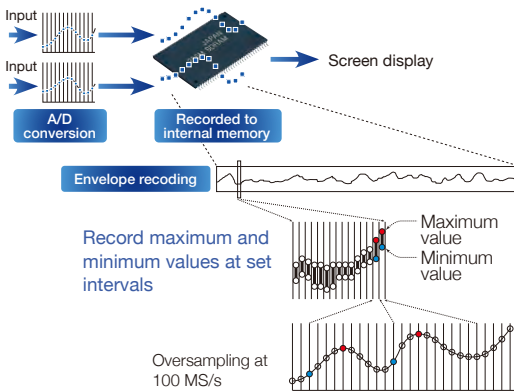 Input
Input
JAPAN
Screen display
A/D
conversion
Recorded to
internal memory
Envelope recoding
Record maximum and
minimum values at set
intervals
Maximum
value
Minimum
value
Oversampling at
100 MS/s